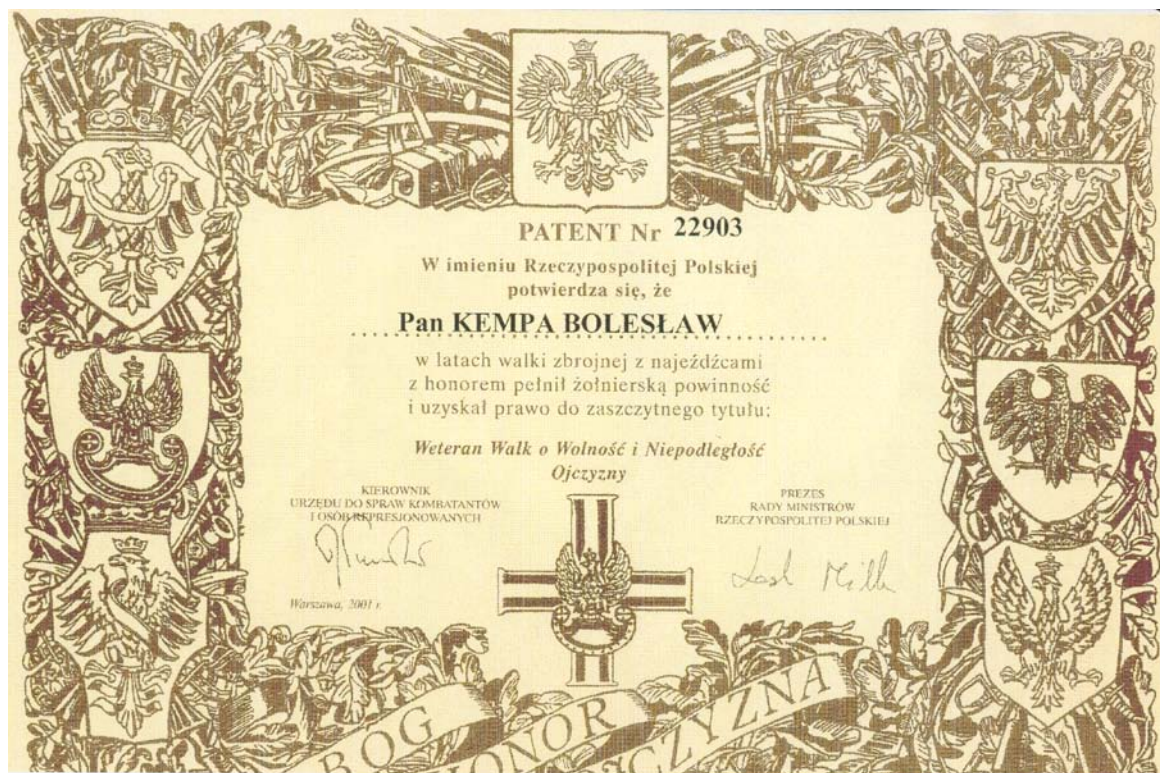 PATENT Nr 22903
W imieniu Rzeczypospolitej Polskiej
potwierdza się, że
Pan KEMPA BOLESŁAW
w latach walki zbrojnej z najeźdźcami
z honorem pełnił żołnierską powinność
i uzyskał prawo do zaszczytnego tytułu:
Weteran Walk o Wolność i Niepodległość
Ojczyzny
KIEROWNIK
URZĘDU DO SPRAW KOMBATANTÓW
I OSÓB REPRESJONOWANYCH
PREZES
RADY MINISTRÓW
RZECZYPOSPOLITEJ POLSKIEJ
Warszawa, 2001 r.
BÓG HONOR OJCZYZNA